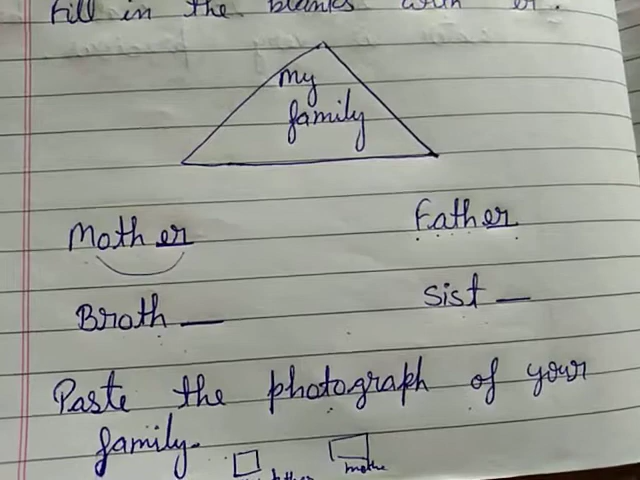 Fill in the blanks with er.
my
family
Mother
Father
Broth __
Sist __
Paste the photograph of your
family.
mothe